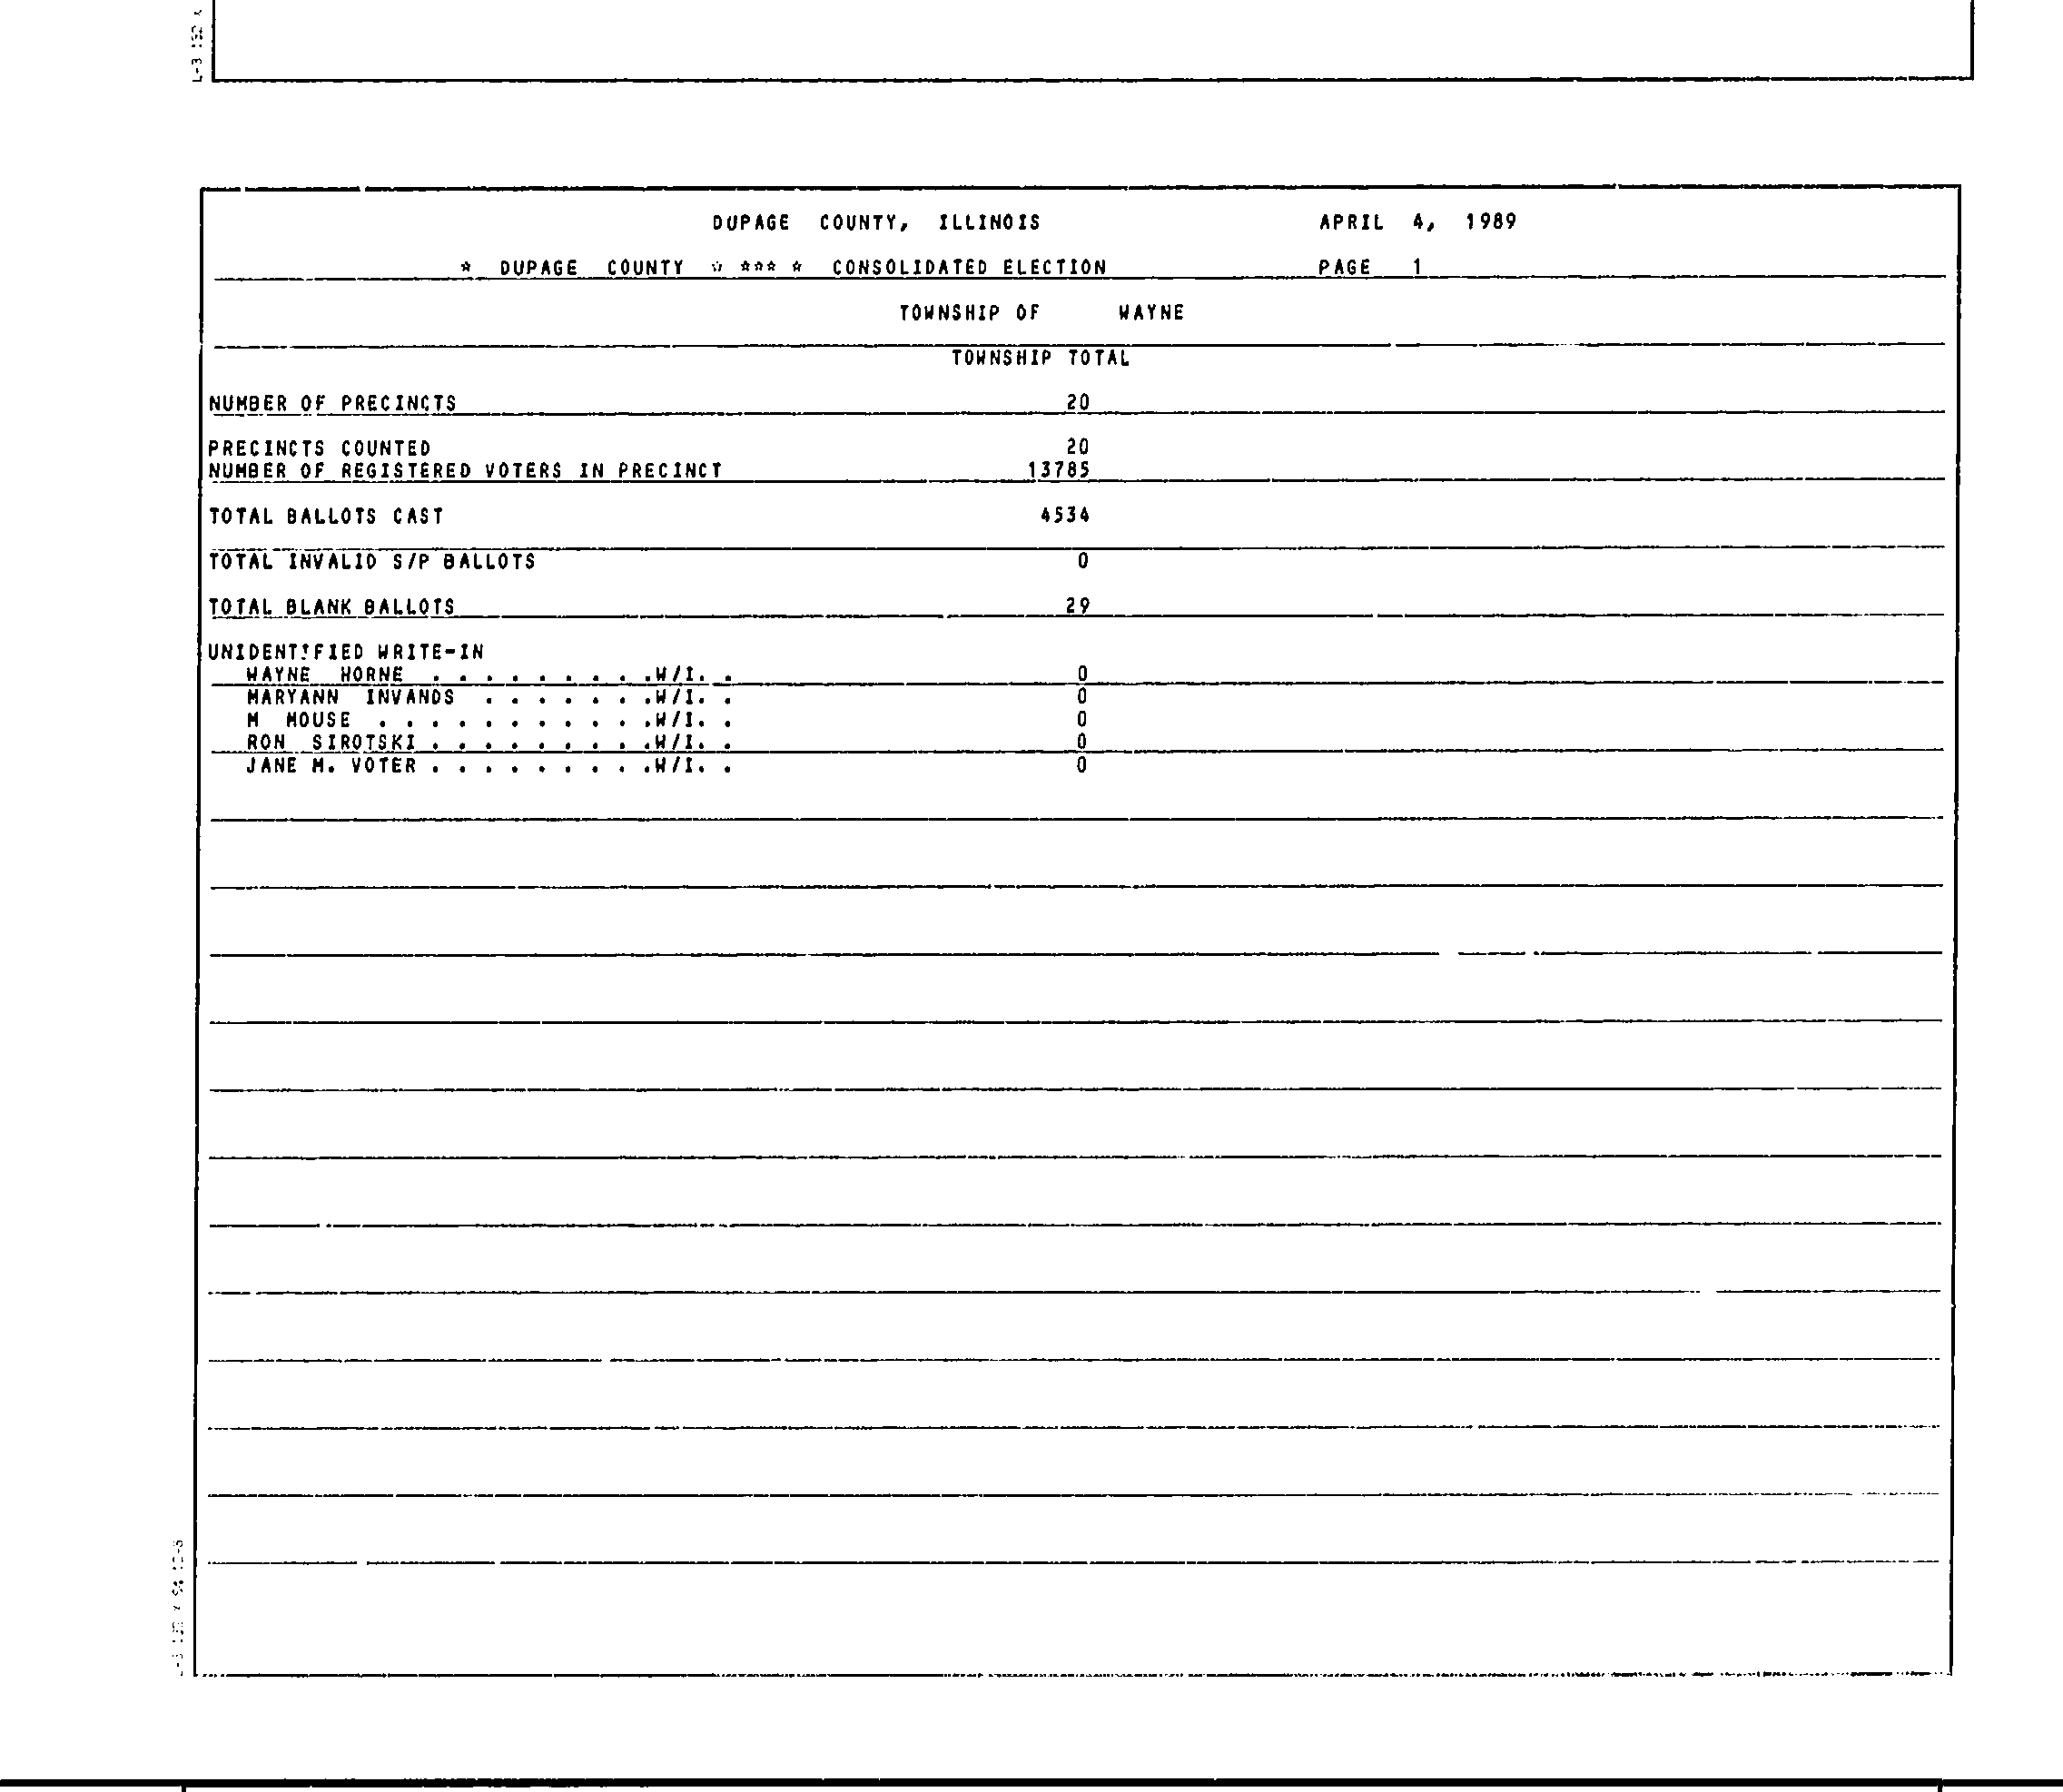 L-3 192 X
DUPAGE COUNTY, ILLINOIS APRIL 4, 1989
* DUPAGE COUNTY * *** * CONSOLIDATED ELECTION PAGE 1
TOWNSHIP OF WAYNE
TOWNSHIP TOTAL
NUMBER OF PRECINCTS 20
PRECINCTS COUNTED 20
NUMBER OF REGISTERED VOTERS IN PRECINCT 13785
TOTAL BALLOTS CAST 4534
TOTAL INVALID S/P BALLOTS 0
TOTAL BLANK BALLOTS 29
UNIDENTIFIED WRITE-IN
WAYNE HORNE . . . . . . . . .W/I. . 0
MARYANN INVANDS . . . . . . .W/I. . 0
M MOUSE . . . . . . . . . . .W/I. . 0
RON SIROTSKI . . . . . . . . .W/I. . 0
JANE M. VOTER . . . . . . . . .W/I. . 0